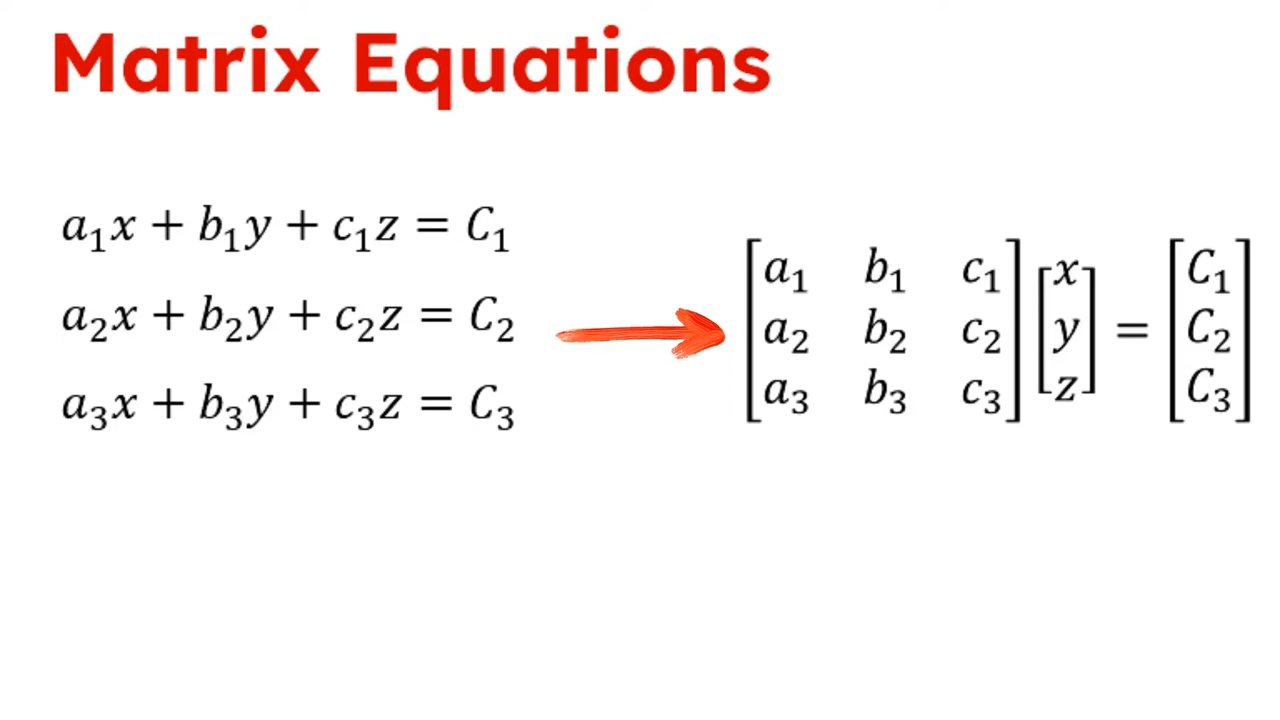 Matrix Equations
a₁x + b₁y + c₁z = C₁
a₂x + b₂y + c₂z = C₂
a₃x + b₃y + c₃z = C₃
[a₁ b₁ c₁] [x] = [C₁]
[a₂ b₂ c₂] [y] = [C₂]
[a₃ b₃ c₃] [z] = [C₃]